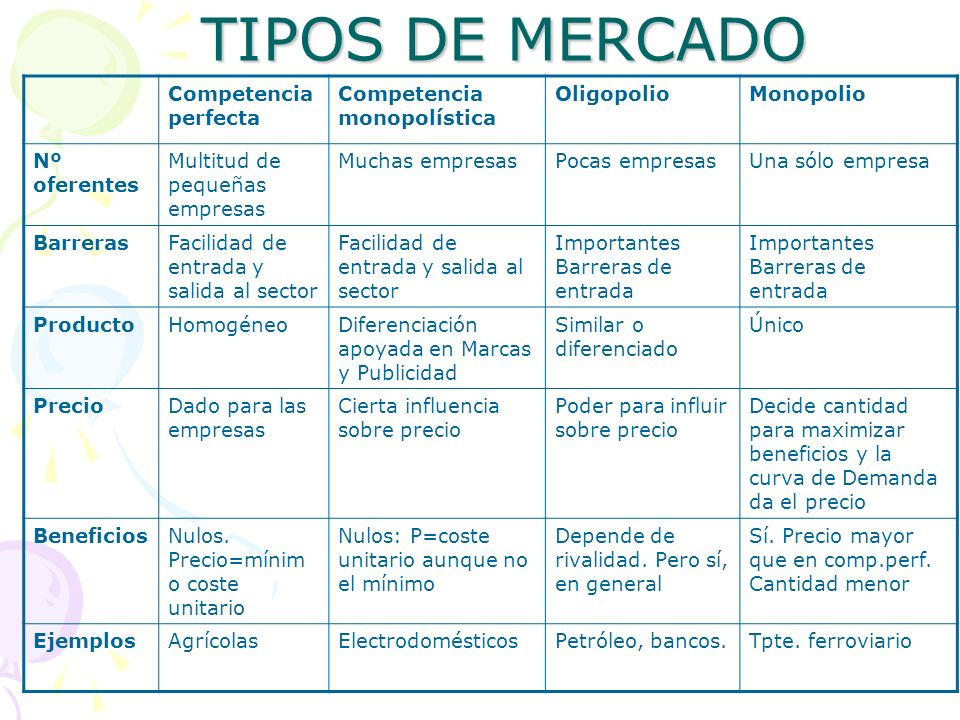 TIPOS DE MERCADO
Competencia
perfecta
Competencia
monopolística
Oligopolio
Monopolio
Nº
oferentes
Multitud de
pequeñas
empresas
Muchas empresas
Pocas empresas
Una sólo empresa
Barreras
Facilidad de
entrada y
salida al sector
Facilidad de
entrada y salida al
sector
Importantes
Barreras de
entrada
Importantes
Barreras de
entrada
Producto
Homogéneo
Diferenciación
apoyada en Marcas
y Publicidad
Similar o
diferenciado
Único
Precio
Dado para las
empresas
Cierta influencia
sobre precio
Poder para influir
sobre precio
Decide cantidad
para maximizar
beneficios y la
curva de Demanda
da el precio
Beneficios
Nulos.
Precio=mínim
o coste
unitario
Nulos: P=coste
unitario aunque no
el mínimo
Depende de
rivalidad. Pero sí,
en general
Sí. Precio mayor
que en comp.perf.
Cantidad menor
Ejemplos
Agrícolas
Electrodomésticos
Petróleo, bancos.
Tpte. ferroviario